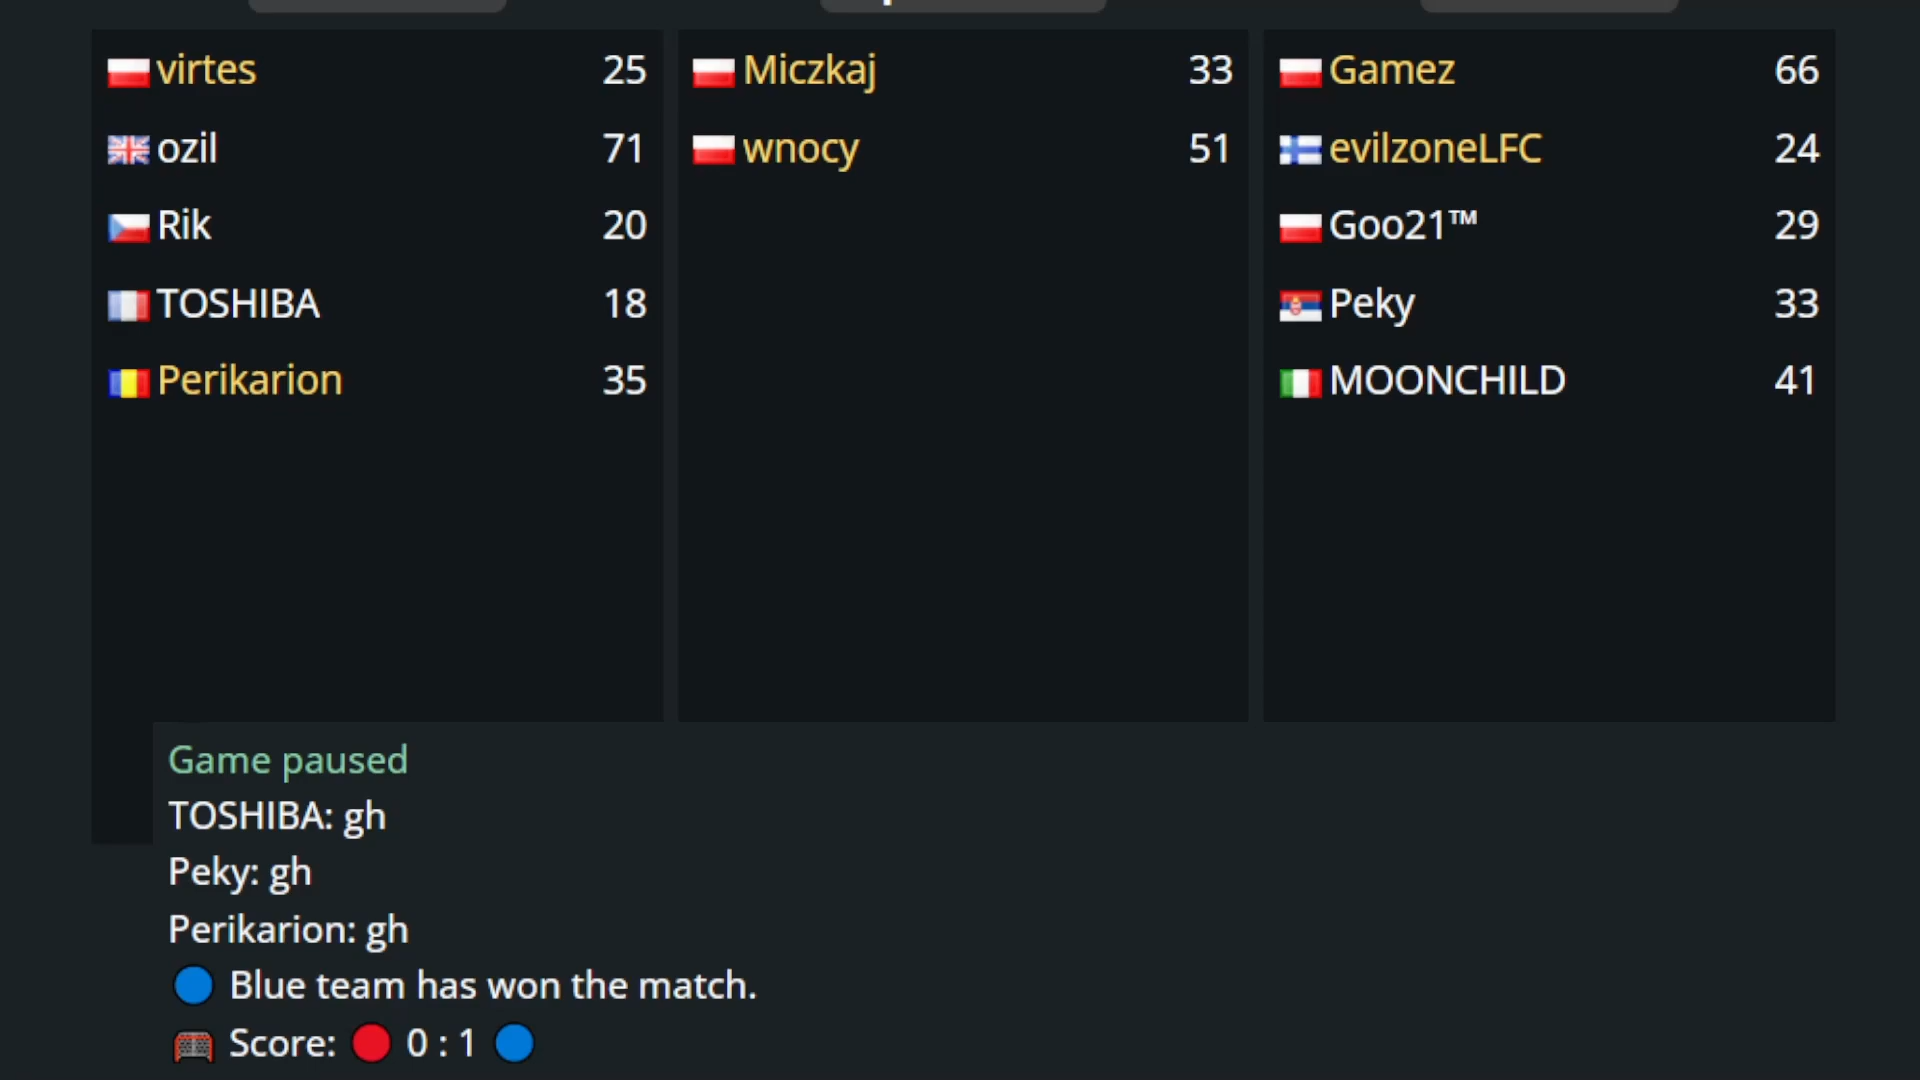 virtes 25
ozil 71
Rik 20
TOSHIBA 18
Perikarion 35
Miczkaj 33
wnocy 51
Gamez 66
evilzoneLFC 24
Goo21™ 29
Peky 33
MOONCHILD 41
Game paused
TOSHIBA: gh
Peky: gh
Perikarion: gh
Blue team has won the match.
Score: 0 : 1